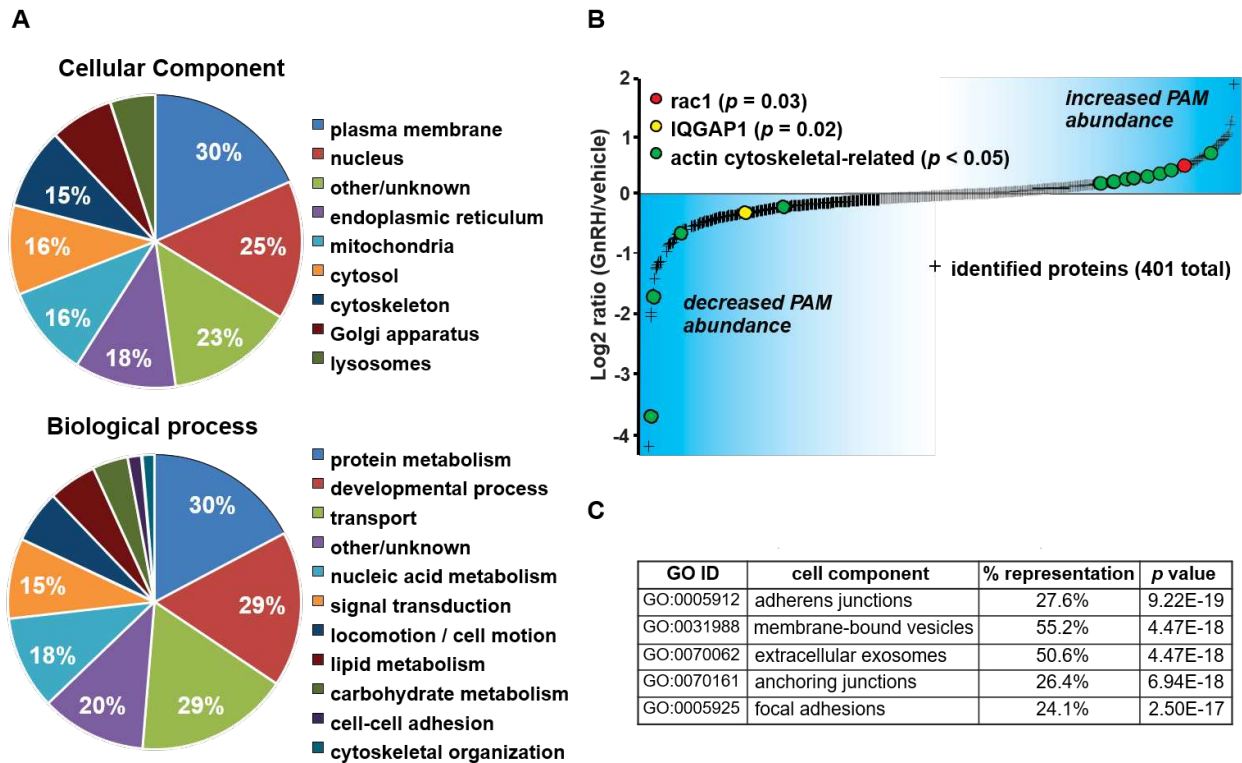 A
Cellular Component
30%
25%
23%
18%
16%
16%
15%
plasma membrane
nucleus
other/unknown
endoplasmic reticulum
mitochondria
cytosol
cytoskeleton
Golgi apparatus
lysosomes
Biological process
30%
29%
29%
20%
18%
15%
protein metabolism
developmental process
transport
other/unknown
nucleic acid metabolism
signal transduction
locomotion / cell motion
lipid metabolism
carbohydrate metabolism
cell-cell adhesion
cytoskeletal organization
B
Log2 ratio (GnRH/vehicle)
2
1
0
-1
-2
-3
-4
rac1 (p = 0.03)
IQGAP1 (p = 0.02)
actin cytoskeletal-related (p < 0.05)
increased PAM
abundance
+ identified proteins (401 total)
decreased PAM
abundance
C
GO ID cell component % representation p value
GO:0005912 adherens junctions 27.6% 9.22E-19
GO:0031988 membrane-bound vesicles 55.2% 4.47E-18
GO:0070062 extracellular exosomes 50.6% 4.47E-18
GO:0070161 anchoring junctions 26.4% 6.94E-18
GO:0005925 focal adhesions 24.1% 2.50E-17